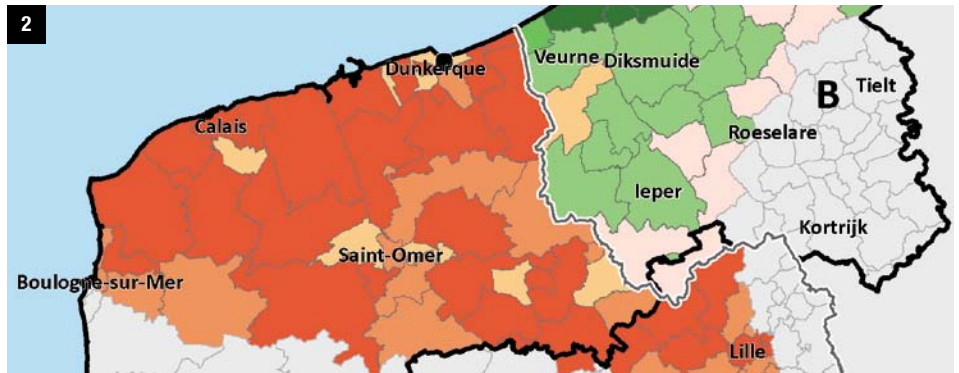 2
Veurne
Diksmuide
Dunkerque
B
Tielt
Calais
Roeselare
Ieper
Kortrijk
Saint-Omer
Boulogne-sur-Mer
Lille